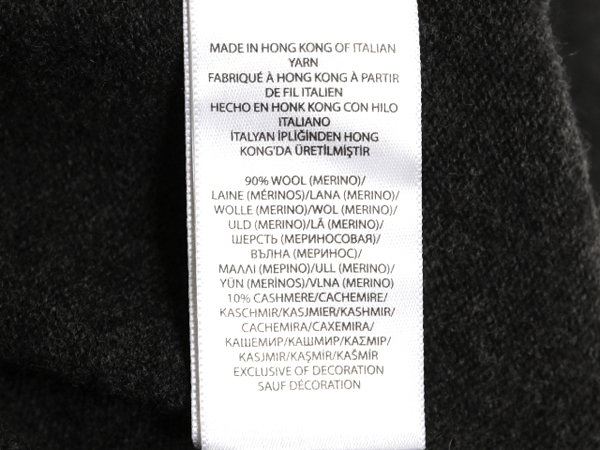 MADE IN HONG KONG OF ITALIAN
YARN
FABRIQUÉ À HONG KONG À PARTIR
DE FIL ITALIEN
HECHO EN HONK KONG CON HILO
ITALIANO
İTALYAN İPLİĞİNDEN HONG
KONG'DA ÜRETİLMİŞTİR
90% WOOL (MERINO)/
LAINE (MÉRINOS)/LANA (MERINO)/
WOLLE (MERINO)/WOL (MERINO)/
ULD (MERINO)/LÃ (MERINO)/
ШЕРСТЬ (МЕРИНОСОВАЯ)/
ВЪЛНА (МЕРИНОС)/
ΜΑΛΛΙ (ΜΕΡΙΝΟ)/ULL (MERINO)/
YÜN (MERİNOS)/VLNA (MERINO)
10% CASHMERE/CACHEMIRE/
KASCHMIR/KASJMIER/KASHMIR/
CACHEMIRA/CAXEMIRA/
КАШЕМИР/КАШМИР/ΚΑΣΜΙΡ/
KASJMIR/KAŞMİR/KAŠMÍR
EXCLUSIVE OF DECORATION
SAUF DÉCORATION